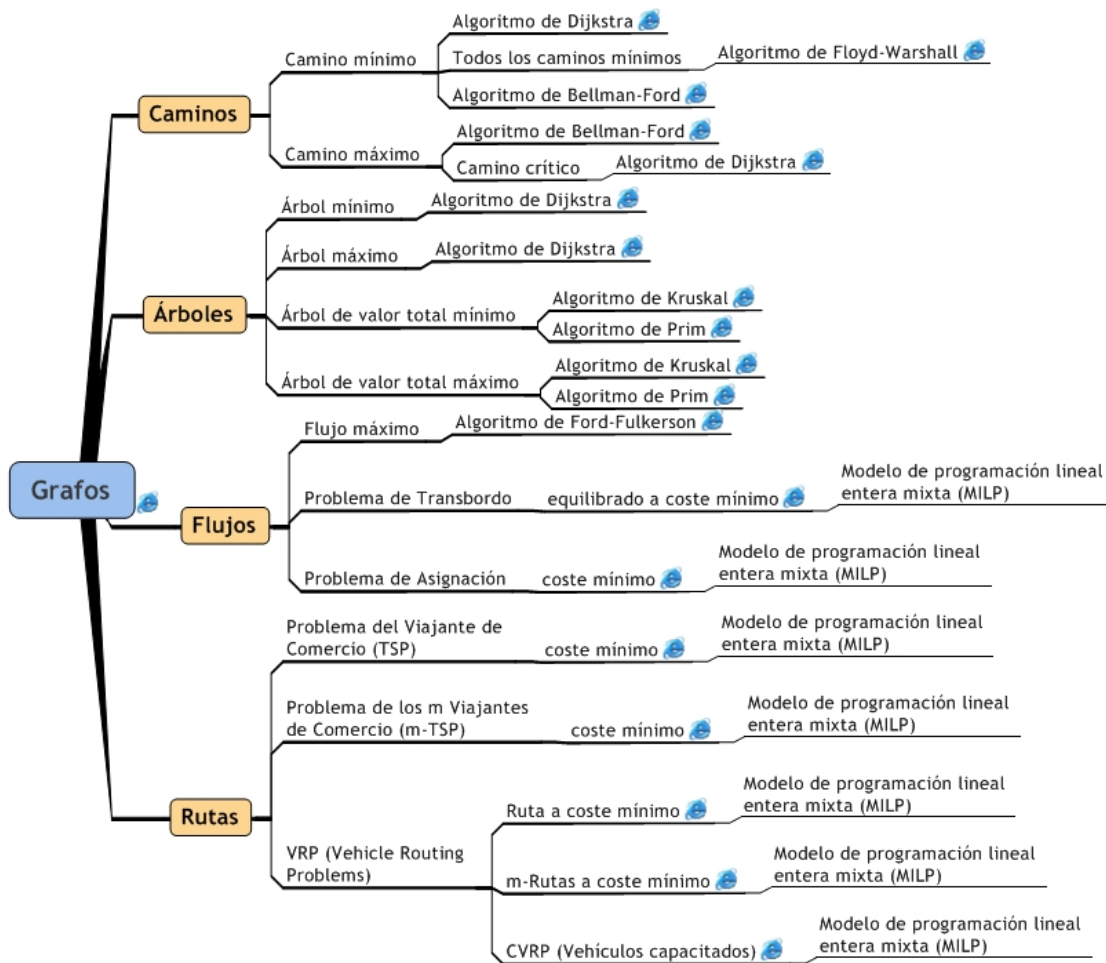 Grafos
Caminos
Camino mínimo
Algoritmo de Dijkstra
Todos los caminos mínimos
Algoritmo de Floyd-Warshall
Algoritmo de Bellman-Ford
Camino máximo
Algoritmo de Bellman-Ford
Camino crítico
Algoritmo de Dijkstra
Árboles
Árbol mínimo
Algoritmo de Dijkstra
Árbol máximo
Algoritmo de Dijkstra
Árbol de valor total mínimo
Algoritmo de Kruskal
Algoritmo de Prim
Árbol de valor total máximo
Algoritmo de Kruskal
Algoritmo de Prim
Flujos
Flujo máximo
Algoritmo de Ford-Fulkerson
Problema de Transbordo
equilibrado a coste mínimo
Modelo de programación lineal
entera mixta (MILP)
Problema de Asignación
coste mínimo
Modelo de programación lineal
entera mixta (MILP)
Rutas
Problema del Viajante de
Comercio (TSP)
coste mínimo
Modelo de programación lineal
entera mixta (MILP)
Problema de los m Viajantes
de Comercio (m-TSP)
coste mínimo
Modelo de programación lineal
entera mixta (MILP)
VRP (Vehicle Routing
Problems)
Ruta a coste mínimo
Modelo de programación lineal
entera mixta (MILP)
m-Rutas a coste mínimo
Modelo de programación lineal
entera mixta (MILP)
CVRP (Vehículos capacitados)
Modelo de programación lineal
entera mixta (MILP)